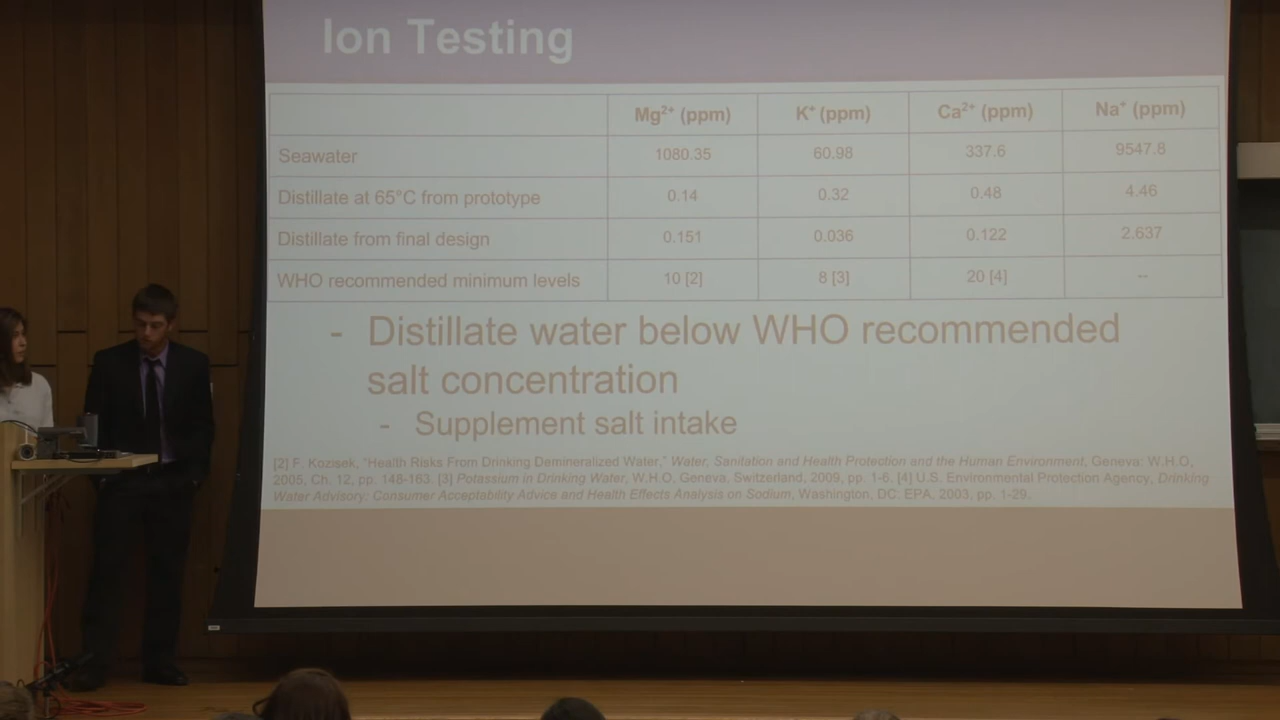 Ion Testing
Mg²⁺ (ppm) K⁺ (ppm) Ca²⁺ (ppm) Na⁺ (ppm)
Seawater 1080.35 60.98 337.6 9547.8
Distillate at 65°C from prototype 0.14 0.32 0.48 4.46
Distillate from final design 0.151 0.036 0.122 2.637
WHO recommended minimum levels 10 [2] 8 [3] 20 [4] --
- Distillate water below WHO recommended
salt concentration
- Supplement salt intake
[2] F. Kozisek, "Health Risks From Drinking Demineralized Water," Water, Sanitation and Health Protection and the Human Environment, Geneva: W.H.O,
2005, Ch. 12, pp. 148-163. [3] Potassium in Drinking Water, W.H.O. Geneva. Switzerland, 2009, pp. 1-6. [4] U.S. Environmental Protection Agency, Drinking
Water Advisory: Consumer Acceptability Advice and Health Effects Analysis on Sodium, Washington, DC: EPA, 2003, pp. 1-29.